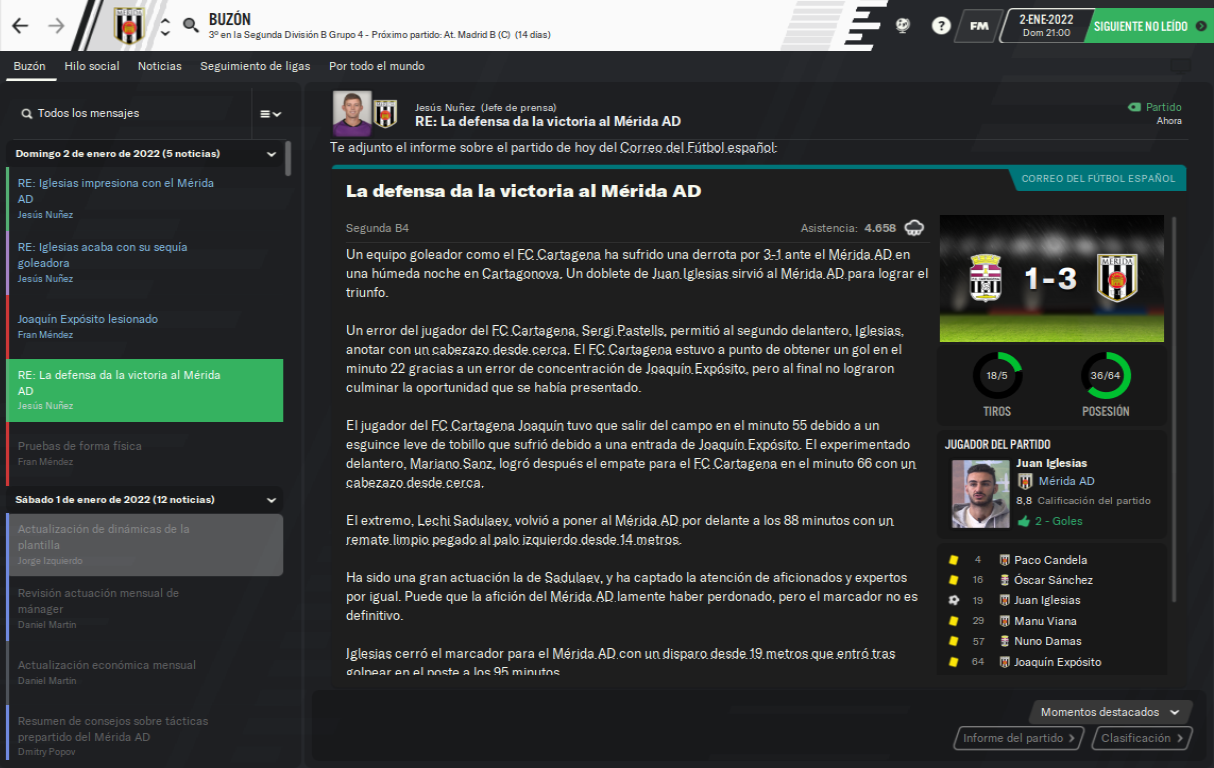 BUZÓN
3º en la Segunda División B Grupo 4 - Próximo partido: At. Madrid B (C) (14 días)
FM
2-ENE-2022
Dom 21:00
SIGUIENTE NO LEÍDO
Buzón
Hilo social
Noticias
Seguimiento de ligas
Por todo el mundo
Todos los mensajes
Domingo 2 de enero de 2022 (5 noticias)
RE: Iglesias impresiona con el Mérida
AD
Jesús Nuñez
RE: Iglesias acaba con su sequía
goleadora
Jesús Nuñez
Joaquín Expósito lesionado
Fran Méndez
RE: La defensa da la victoria al Mérida
AD
Jesús Nuñez
Pruebas de forma física
Fran Méndez
Sábado 1 de enero de 2022 (12 noticias)
Actualización de dinámicas de la
plantilla
Jorge Izquierdo
Revisión actuación mensual de
mánager
Daniel Martín
Actualización económica mensual
Daniel Martín
Resumen de consejos sobre tácticas
prepartido del Mérida AD
Dmitry Popov
Jesús Nuñez (Jefe de prensa)
RE: La defensa da la victoria al Mérida AD
Partido
Ahora
Te adjunto el informe sobre el partido de hoy del Correo del Fútbol español:
CORREO DEL FÚTBOL ESPAÑOL
La defensa da la victoria al Mérida AD
Segunda B4
Asistencia: 4.658
Un equipo goleador como el FC Cartagena ha sufrido una derrota por 3-1 ante el Mérida AD en
una húmeda noche en Cartagonova. Un doblete de Juan Iglesias sirvió al Mérida AD para lograr el
triunfo.
Un error del jugador del FC Cartagena, Sergi Pastells, permitió al segundo delantero, Iglesias,
anotar con un cabezazo desde cerca. El FC Cartagena estuvo a punto de obtener un gol en el
minuto 22 gracias a un error de concentración de Joaquín Expósito, pero al final no lograron
culminar la oportunidad que se había presentado.
El jugador del FC Cartagena Joaquín tuvo que salir del campo en el minuto 55 debido a un
esguince leve de tobillo que sufrió debido a una entrada de Joaquín Expósito. El experimentado
delantero, Mariano Sanz, logró después el empate para el FC Cartagena en el minuto 66 con un
cabezazo desde cerca.
El extremo, Lechi Sadulaev, volvió a poner al Mérida AD por delante a los 88 minutos con un
remate limpio pegado al palo izquierdo desde 14 metros.
Ha sido una gran actuación la de Sadulaev, y ha captado la atención de aficionados y expertos
por igual. Puede que la afición del Mérida AD lamente haber perdonado, pero el marcador no es
definitivo.
Iglesias cerró el marcador para el Mérida AD con un disparo desde 19 metros que entró tras
golpear en el poste a los 95 minutos.
MÉRIDA
1-3
18/5
TIROS
36/64
POSESIÓN
JUGADOR DEL PARTIDO
Juan Iglesias
Mérida AD
8,8 Calificación del partido
2 - Goles
4 Paco Candela
16 Óscar Sánchez
19 Juan Iglesias
29 Manu Viana
57 Nuno Damas
64 Joaquín Expósito
Momentos destacados
Informe del partido
Clasificación